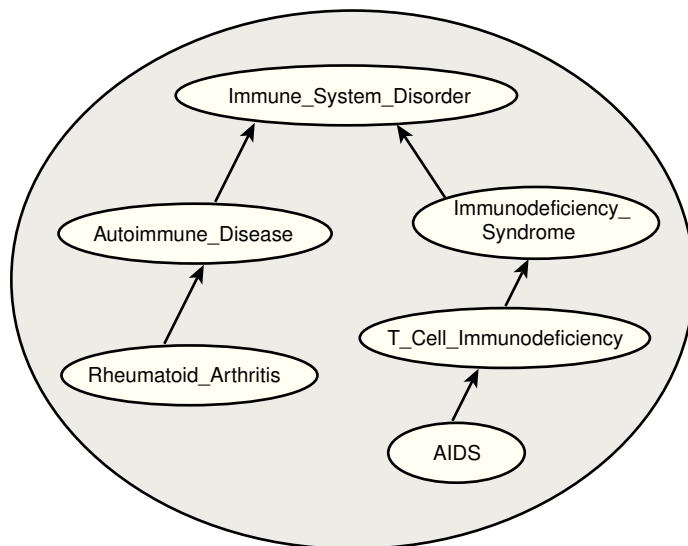 Immune_System_Disorder
Autoimmune_Disease
Immunodeficiency_
Syndrome
T_Cell_Immunodeficiency
Rheumatoid_Arthritis
AIDS